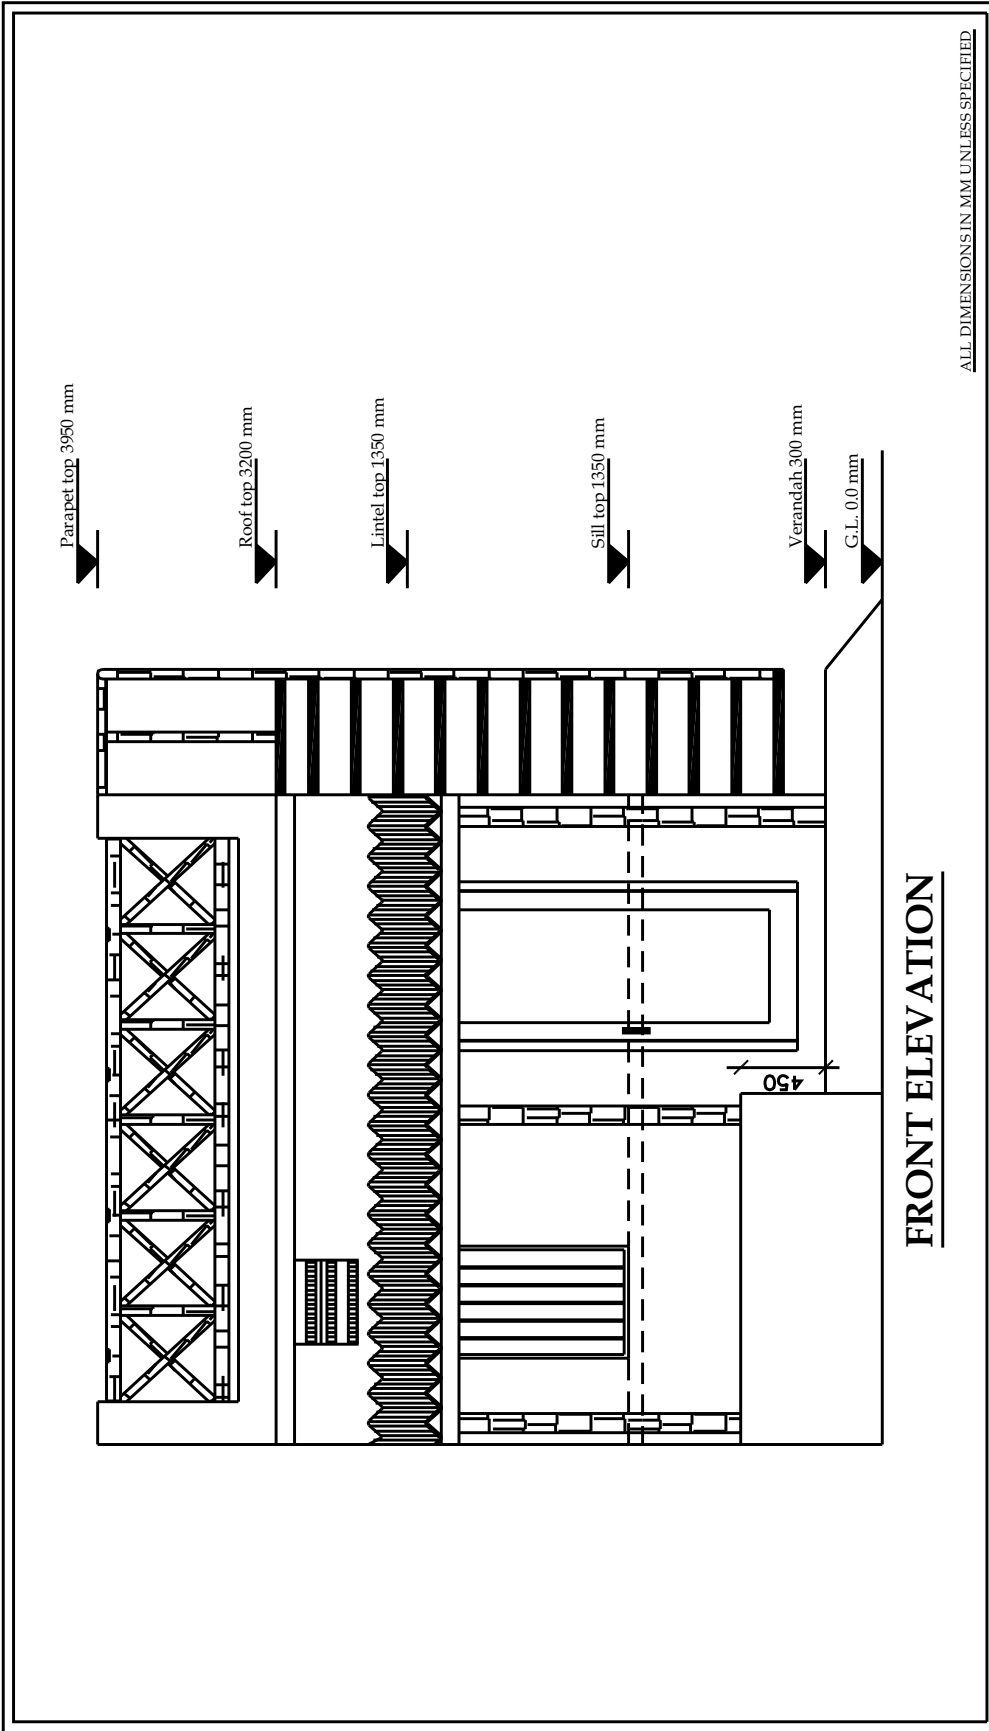 Parapet top 3950 mm
Roof top 3200 mm
Lintel top 1350 mm
Sill top 1350 mm
Verandah 300 mm
G.L. 0.0 mm
450
FRONT ELEVATION
ALL DIMENSIONS IN MM UNLESS SPECIFIED